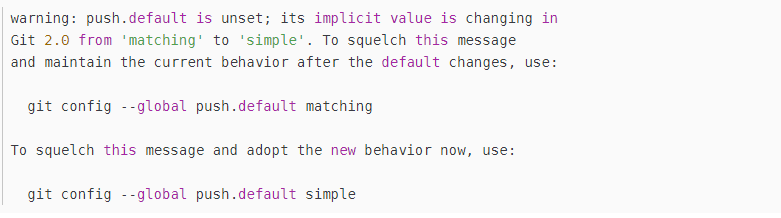 warning: push.default is unset; its implicit value is changing in
Git 2.0 from 'matching' to 'simple'. To squelch this message
and maintain the current behavior after the default changes, use:
git config --global push.default matching
To squelch this message and adopt the new behavior now, use:
git config --global push.default simple